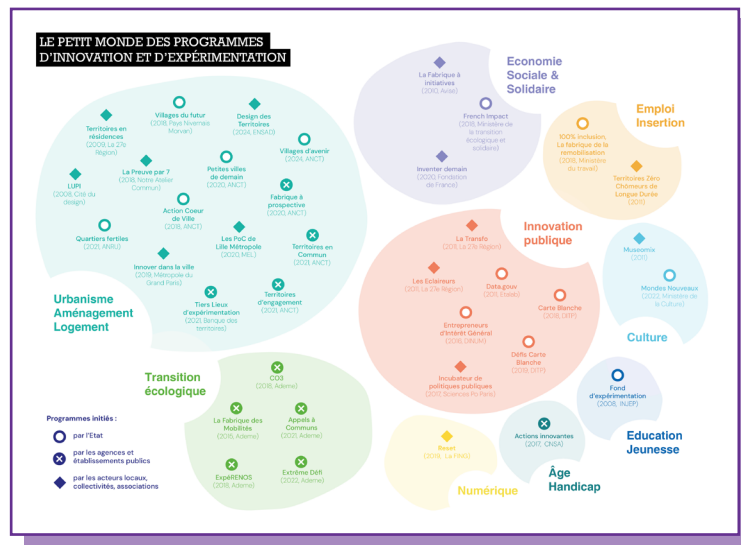 LE PETIT MONDE DES PROGRAMMES
D'INNOVATION ET D'EXPÉRIMENTATION
Villages du futur
(2018, Pays Nivernais
Morvan)
Design des
Territoires
(2024, ENSAD)
Territoires en
résidences
(2009, La 27e
Région)
Villages d'avenir
(2024, ANCT)
La Preuve par 7
(2018, Notre Atelier
Commun)
Petites villes
de demain
(2020, ANCT)
LUPI
(2008, Cité du
design)
Fabrique à
prospective
(2020, ANCT)
Action Coeur
de Ville
(2018, ANCT)
Quartiers fertiles
(2021, ANRU)
Les PoC de
Lille Métropole
(2020, MEL)
Territoires en
Commun
(2021, ANCT)
Innover dans la ville
(2019, Métropole du
Grand Paris)
Tiers Lieux
d'expérimentation
(2021, Banque des
territoires)
Territoires
d'engagement
(2021, ANCT)
Urbanisme
Aménagement
Logement
Economie
Sociale &
Solidaire
La Fabrique à
initiatives
(2010, Avise)
French Impact
(2018, Ministère de
la transition
écologique et
solidaire)
Inventer demain
(2020, Fondation
de France)
Emploi
Insertion
100% inclusion,
La fabrique de la
remobilisation
(2018, Ministère
du travail)
Territoires Zéro
Chômeurs de
Longue Durée
(2011)
Innovation
publique
La Transfo
(2011, La 27e Région)
Les Eclaireurs
(2011, La 27e Région)
Data.gouv
(2011, Etalab)
Carte Blanche
(2018, DITP)
Entrepreneurs
d'Intérêt Général
(2016, DINUM)
Défis Carte
Blanche
(2019, DITP)
Incubateur de
politiques publiques
(2017, Sciences Po Paris)
Museomix
(2011)
Mondes Nouveaux
(2022, Ministère de
la Culture)
Culture
Transition
écologique
CO3
(2018, Ademe)
La Fabrique des
Mobilités
(2015, Ademe)
Appels à
Communs
(2021, Ademe)
ExpéRENOS
(2019, Ademe)
Extrême Défi
(2022, Ademe)
Fond
d'expérimentation
(2008, INJEP)
Education
Jeunesse
Actions innovantes
(2017, CNSA)
Âge
Handicap
Reset
(2019, La FING)
Numérique
Programmes initiés :
par l'Etat
par les agences et
établissements publics
par les acteurs locaux,
collectivités, associations